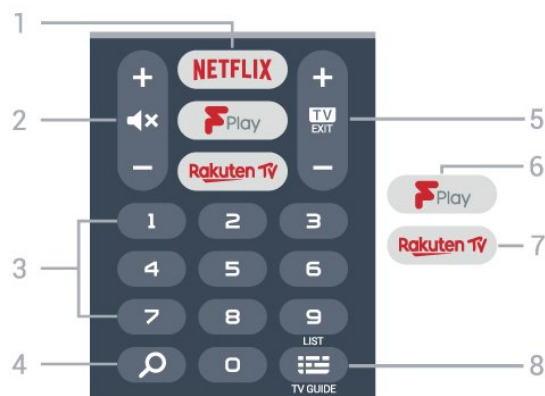 1
NETFLIX
+ +
2
FPlay
TV
EXIT
5
Rakuten TV
- -
6
FPlay
Rakuten TV
7
3
1 2 3
4 5 6
7 8 9
LIST
4
0
8
TV GUIDE